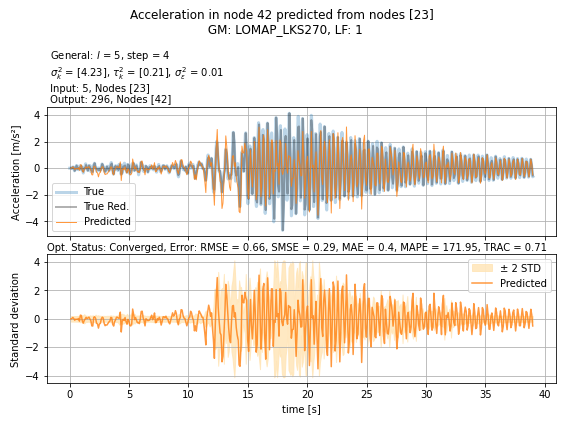 Acceleration in node 42 predicted from nodes [23]
GM: LOMAP_LKS270, LF: 1
General: l = 5, step = 4
σ²ₖ = [4.23], τ²ₖ = [0.21], σ²ε = 0.01
Input: 5, Nodes [23]
Output: 296, Nodes [42]
Acceleration [m/s²]
4
2
0
−2
−4
True
True Red.
Predicted
Opt. Status: Converged, Error: RMSE = 0.66, SMSE = 0.29, MAE = 0.4, MAPE = 171.95, TRAC = 0.71
Standard deviation
4
2
0
−2
−4
± 2 STD
Predicted
0 5 10 15 20 25 30 35 40
time [s]